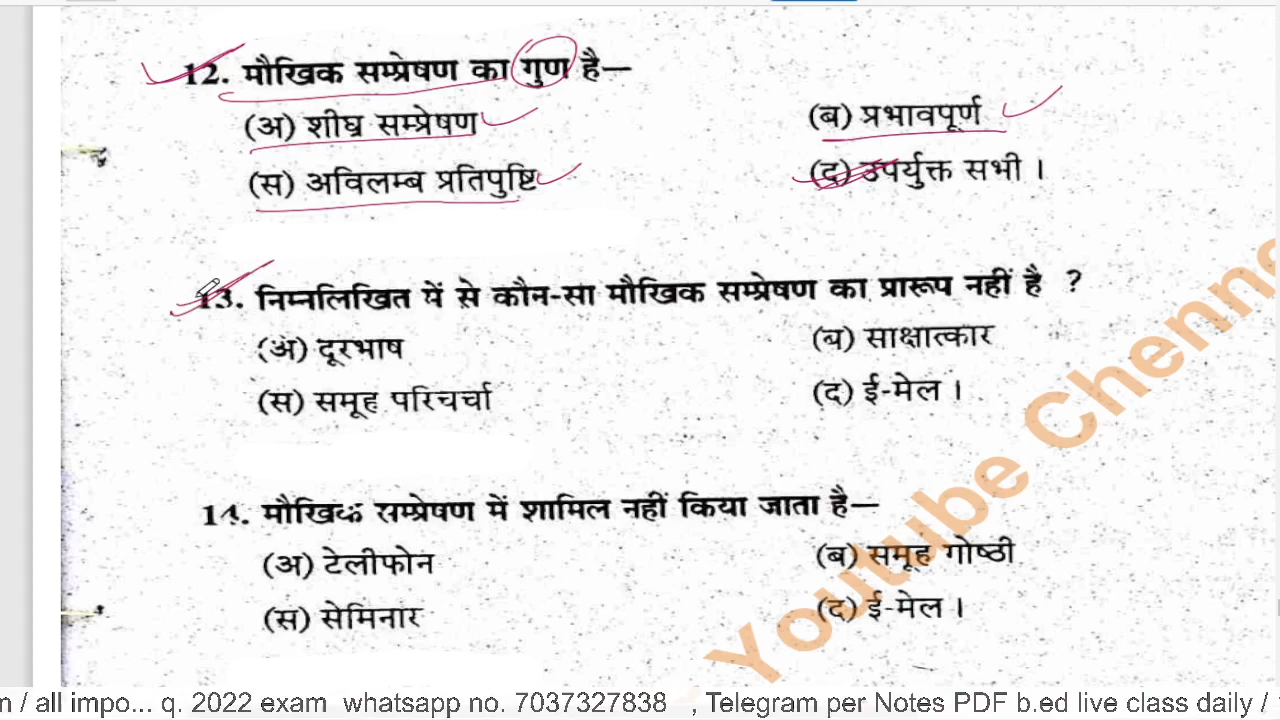 12. मौखिक सम्प्रेषण का गुण है—
(अ) शीघ्र सम्प्रेषण (ब) प्रभावपूर्ण
(स) अविलम्ब प्रतिपुष्टि (द) उपर्युक्त सभी ।
13. निम्नलिखित में से कौन-सा मौखिक सम्प्रेषण का प्रारूप नहीं है ?
(अ) दूरभाष (ब) साक्षात्कार
(स) समूह परिचर्चा (द) ई-मेल ।
14. मौखिक सम्प्रेषण में शामिल नहीं किया जाता है—
(अ) टेलीफोन (ब) समूह गोष्ठी
(स) सेमिनार (द) ई-मेल ।
Youtube
/ all impo... q. 2022 exam whatsapp no. 7037327838 , Telegram per Notes PDF b.ed live class daily /